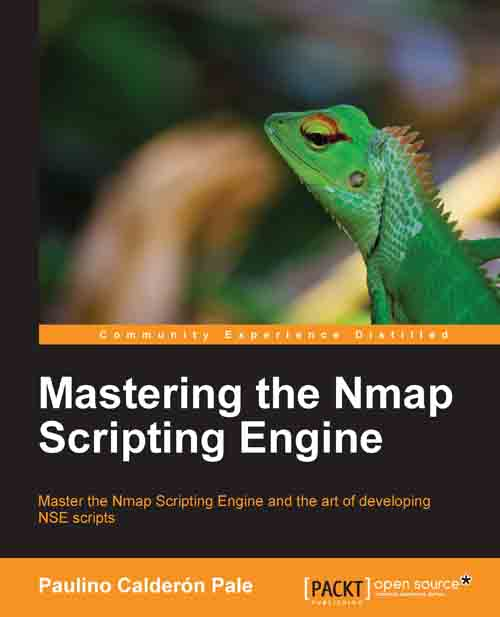 Community Experience Distilled
Mastering the Nmap
Scripting Engine
Master the Nmap Scripting Engine and the art of developing
NSE scripts
Paulino Calderón Pale
[PACKT]
PUBLISHING
open source*